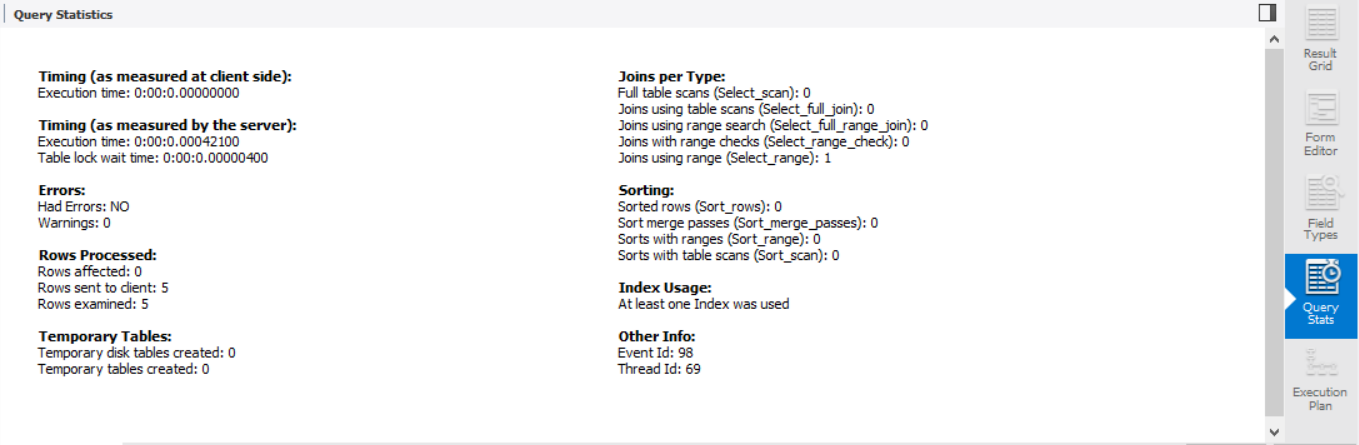 Query Statistics
Timing (as measured at client side):
Execution time: 0:00:0.00000000
Timing (as measured by the server):
Execution time: 0:00:0.00042100
Table lock wait time: 0:00:0.00000400
Errors:
Had Errors: NO
Warnings: 0
Rows Processed:
Rows affected: 0
Rows sent to client: 5
Rows examined: 5
Temporary Tables:
Temporary disk tables created: 0
Temporary tables created: 0
Joins per Type:
Full table scans (Select_scan): 0
Joins using table scans (Select_full_join): 0
Joins using range search (Select_full_range_join): 0
Joins with range checks (Select_range_check): 0
Joins using range (Select_range): 1
Sorting:
Sorted rows (Sort_rows): 0
Sort merge passes (Sort_merge_passes): 0
Sorts with ranges (Sort_range): 0
Sorts with table scans (Sort_scan): 0
Index Usage:
At least one Index was used
Other Info:
Event Id: 98
Thread Id: 69
Result
Grid
Form
Editor
Field
Types
Query
Stats
Execution
Plan